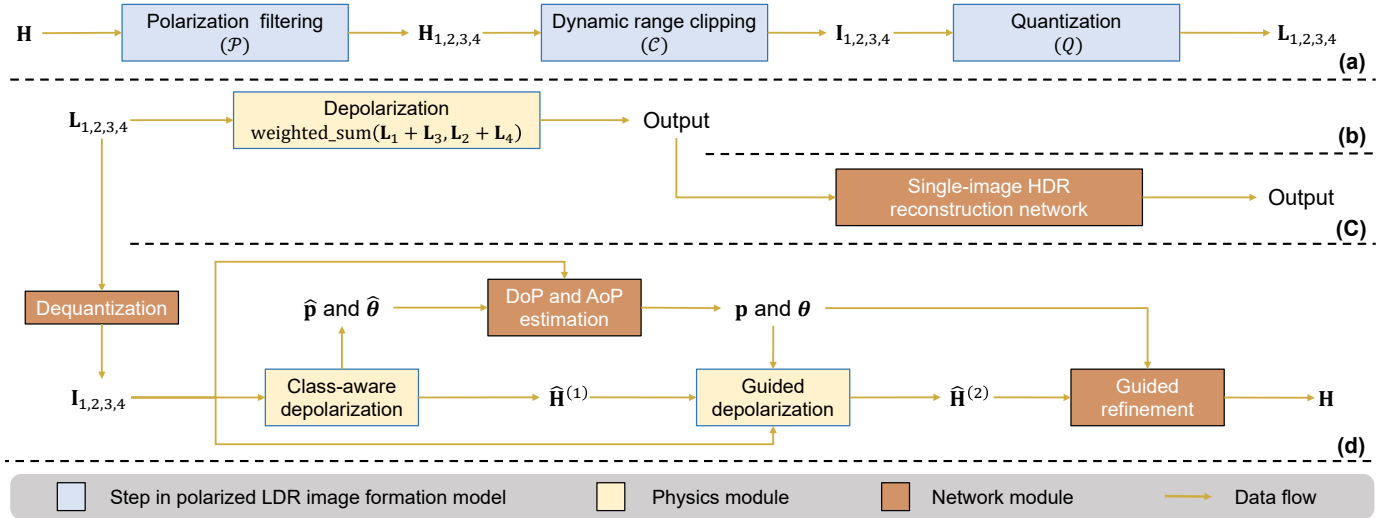 H
Polarization filtering
(𝒫)
H₁,₂,₃,₄
Dynamic range clipping
(𝒞)
I₁,₂,₃,₄
Quantization
(𝑄)
L₁,₂,₃,₄
(a)
L₁,₂,₃,₄
Depolarization
weighted_sum(L₁ + L₃, L₂ + L₄)
Output
(b)
Single-image HDR
reconstruction network
Output
(C)
Dequantization
p̂ and θ̂
DoP and AoP
estimation
p and θ
I₁,₂,₃,₄
Class-aware
depolarization
Ĥ⁽¹⁾
Guided
depolarization
Ĥ⁽²⁾
Guided
refinement
H
(d)
Step in polarized LDR image formation model
Physics module
Network module
Data flow